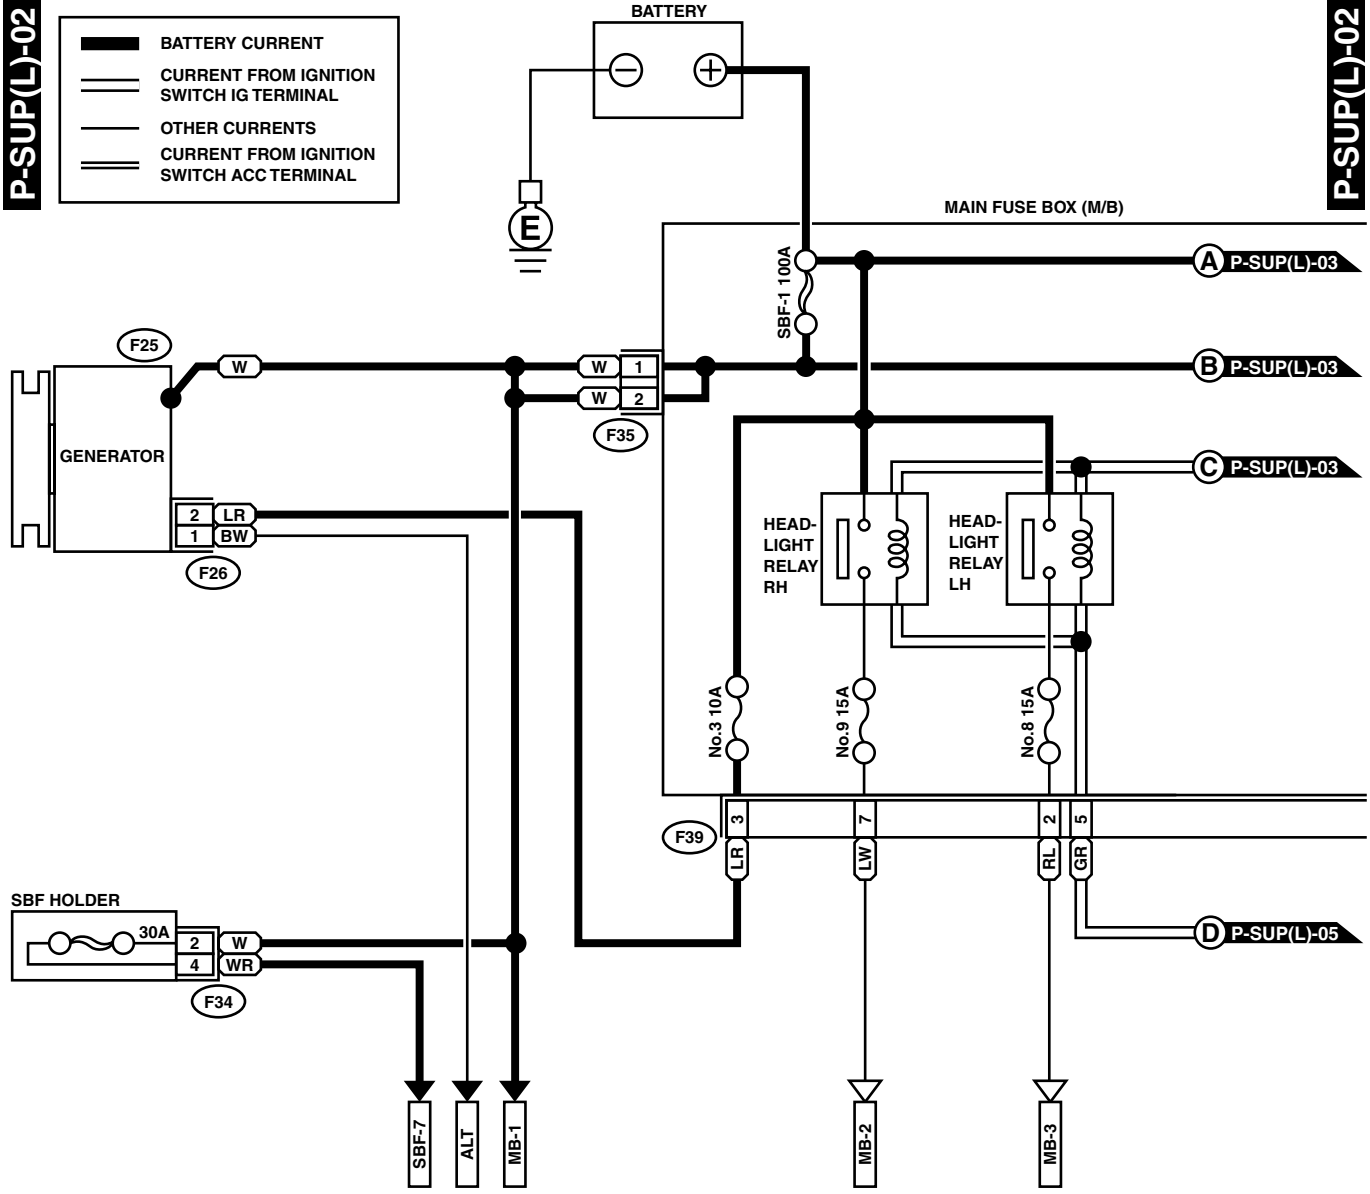 P-SUP(L)-02
P-SUP(L)-02
BATTERY CURRENT
CURRENT FROM IGNITION
SWITCH IG TERMINAL
OTHER CURRENTS
CURRENT FROM IGNITION
SWITCH ACC TERMINAL
BATTERY
E
MAIN FUSE BOX (M/B)
SBF-1 100A
A P-SUP(L)-03
F25
W
W 1
B P-SUP(L)-03
W 2
F35
GENERATOR
C P-SUP(L)-03
2 LR
1 BW
F26
HEAD-
LIGHT
RELAY
RH
HEAD-
LIGHT
RELAY
LH
No.3 10A
No.9 15A
No.8 15A
F39
3
7
2
5
LR
LW
RL
GR
SBF HOLDER
30A
2 W
4 WR
F34
D P-SUP(L)-05
SBF-7
ALT
MB-1
MB-2
MB-3